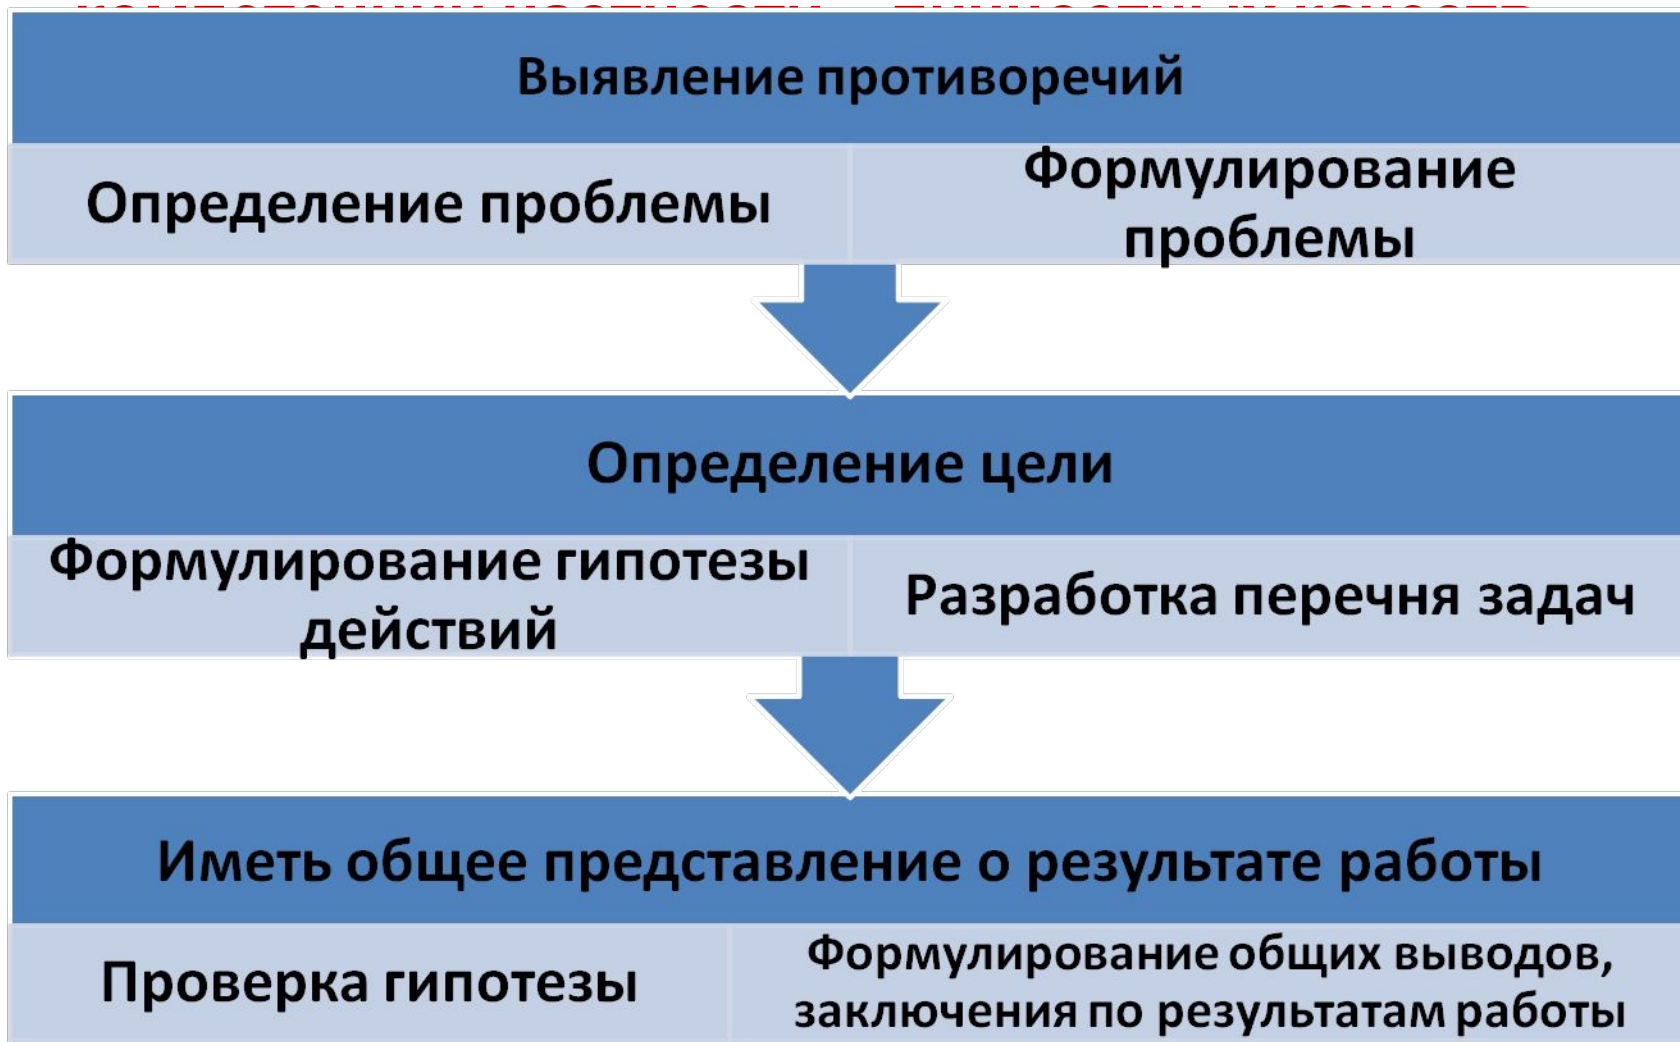 Выявление противоречий
Определение проблемы
Формулирование
проблемы
Определение цели
Формулирование гипотезы
действий
Разработка перечня задач
Иметь общее представление о результате работы
Проверка гипотезы
Формулирование общих выводов,
заключения по результатам работы